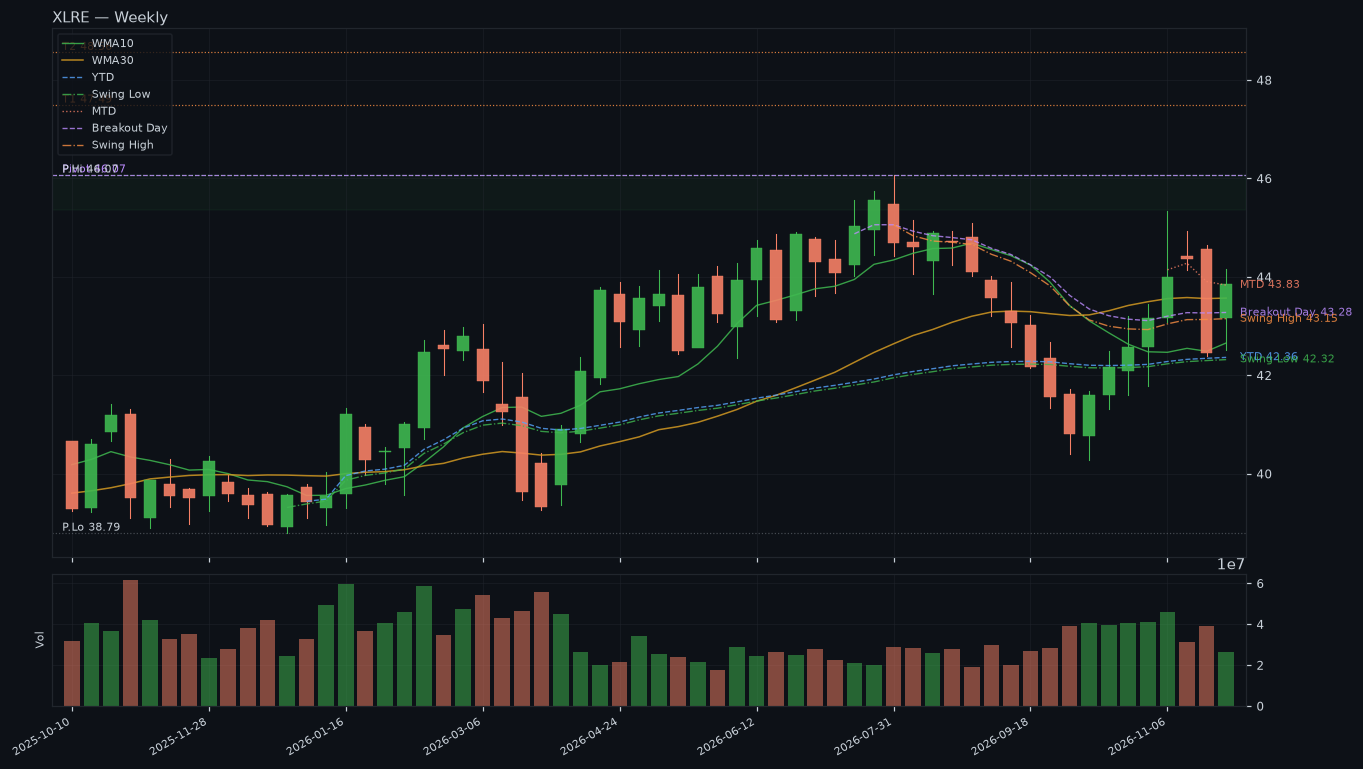 XLRE — Weekly
WMA10
WMA30
YTD
Swing Low
MTD
Breakout Day
Swing High
P.Lo 38.79
48
46
44
42
40
MTD 43.83
Breakout Day 43.28
Swing High 43.15
YTD 42.36
Swing Low 42.32
1e7
Vol
6
4
2
0
2025-10-10
2025-11-28
2026-01-16
2026-03-06
2026-04-24
2026-06-12
2026-07-31
2026-09-18
2026-11-06